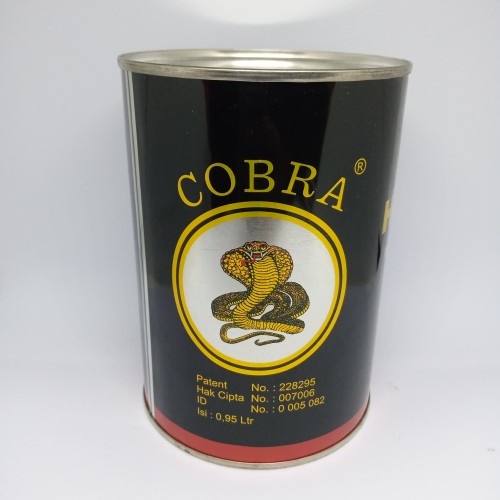 COBRA ®
Patent No. : 228295
Hak Cipta No. : 007006
ID No. : 0 005 082
Isi : 0,95 Ltr